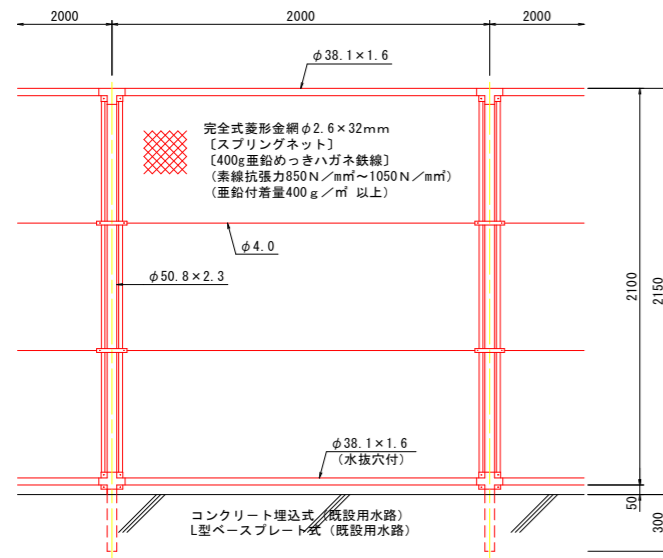 2000
2000
2000
φ38.1×1.6
完全式菱形金網φ2.6×32mm
［スプリングネット］
［400g亜鉛めっきハガネ鉄線］
（素線抗張力850N／m㎡～1050N／m㎡）
（亜鉛付着量400ｇ／㎡ 以上）
φ4.0
φ50.8×2.3
2100
2150
φ38.1×1.6
（水抜穴付）
50
300
コンクリート埋込式（既設用水路）
L型ベースプレート式（既設用水路）